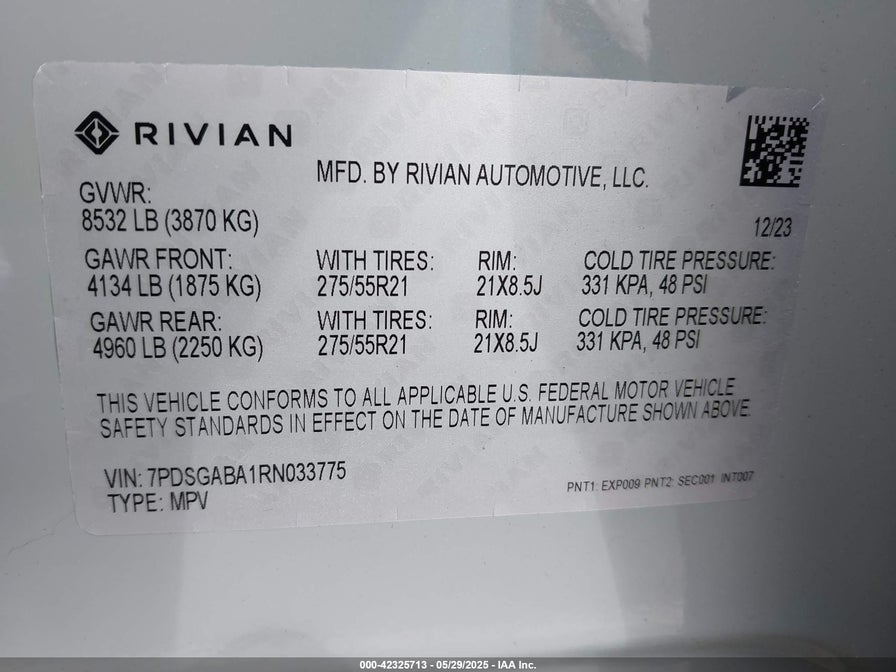 RIVIAN
MFD. BY RIVIAN AUTOMOTIVE, LLC.
GVWR:
8532 LB (3870 KG)
12/23
GAWR FRONT: WITH TIRES: RIM: COLD TIRE PRESSURE:
4134 LB (1875 KG) 275/55R21 21X8.5J 331 KPA, 48 PSI
GAWR REAR: WITH TIRES: RIM: COLD TIRE PRESSURE:
4960 LB (2250 KG) 275/55R21 21X8.5J 331 KPA, 48 PSI
THIS VEHICLE CONFORMS TO ALL APPLICABLE U.S. FEDERAL MOTOR VEHICLE
SAFETY STANDARDS IN EFFECT ON THE DATE OF MANUFACTURE SHOWN ABOVE.
VIN: 7PDSGABA1RN033775
TYPE: MPV
PNT1: EXP009 PNT2: SEC001 INT007
000-42325713 - 05/29/2025 - IAA Inc.